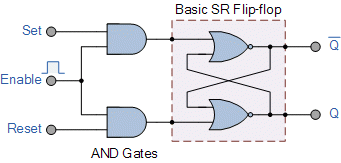 Basic SR Flip-flop
Set
Q
Enable
Q
Reset
AND Gates